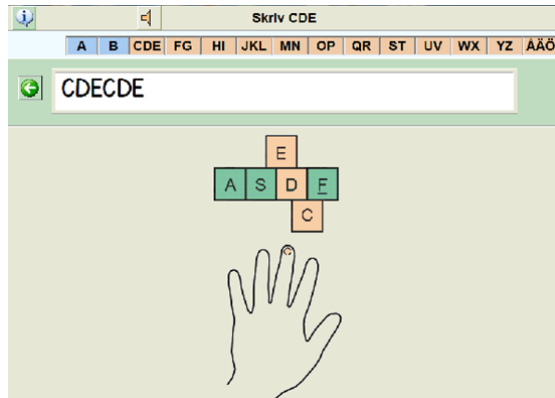 Skriv CDE
A B CDE FG HI JKL MN OP QR ST UV WX YZ ÅÄÖ
CDECDE
E
A S D F
C